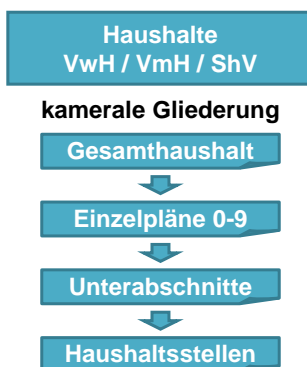 Haushalte
VwH / VmH / ShV
kamerale Gliederung
Gesamthaushalt
Einzelpläne 0-9
Unterabschnitte
Haushaltsstellen